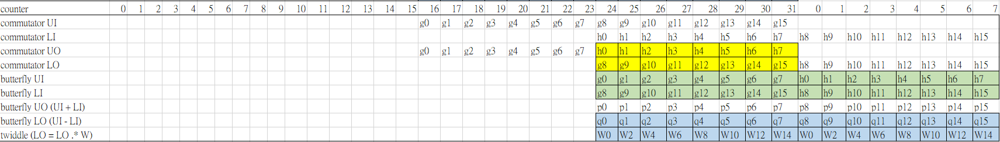 counter 0 1 2 3 4 5 6 7 8 9 10 11 12 13 14 15 16 17 18 19 20 21 22 23 24 25 26 27 28 29 30 31 0 1 2 3 4 5 6 7
commutator UI g0 g1 g2 g3 g4 g5 g6 g7 g8 g9 g10 g11 g12 g13 g14 g15
commutator LI h0 h1 h2 h3 h4 h5 h6 h7 h8 h9 h10 h11 h12 h13 h14 h15
commutator UO g0 g1 g2 g3 g4 g5 g6 g7 h0 h1 h2 h3 h4 h5 h6 h7
commutator LO g8 g9 g10 g11 g12 g13 g14 g15 h8 h9 h10 h11 h12 h13 h14 h15
butterfly UI g0 g1 g2 g3 g4 g5 g6 g7 h0 h1 h2 h3 h4 h5 h6 h7
butterfly LI g8 g9 g10 g11 g12 g13 g14 g15 h8 h9 h10 h11 h12 h13 h14 h15
butterfly UO (UI + LI) p0 p1 p2 p3 p4 p5 p6 p7 p8 p9 p10 p11 p12 p13 p14 p15
butterfly LO (UI - LI) q0 q1 q2 q3 q4 q5 q6 q7 q8 q9 q10 q11 q12 q13 q14 q15
twiddle (LO = LO .* W) W0 W2 W4 W6 W8 W10 W12 W14 W0 W2 W4 W6 W8 W10 W12 W14